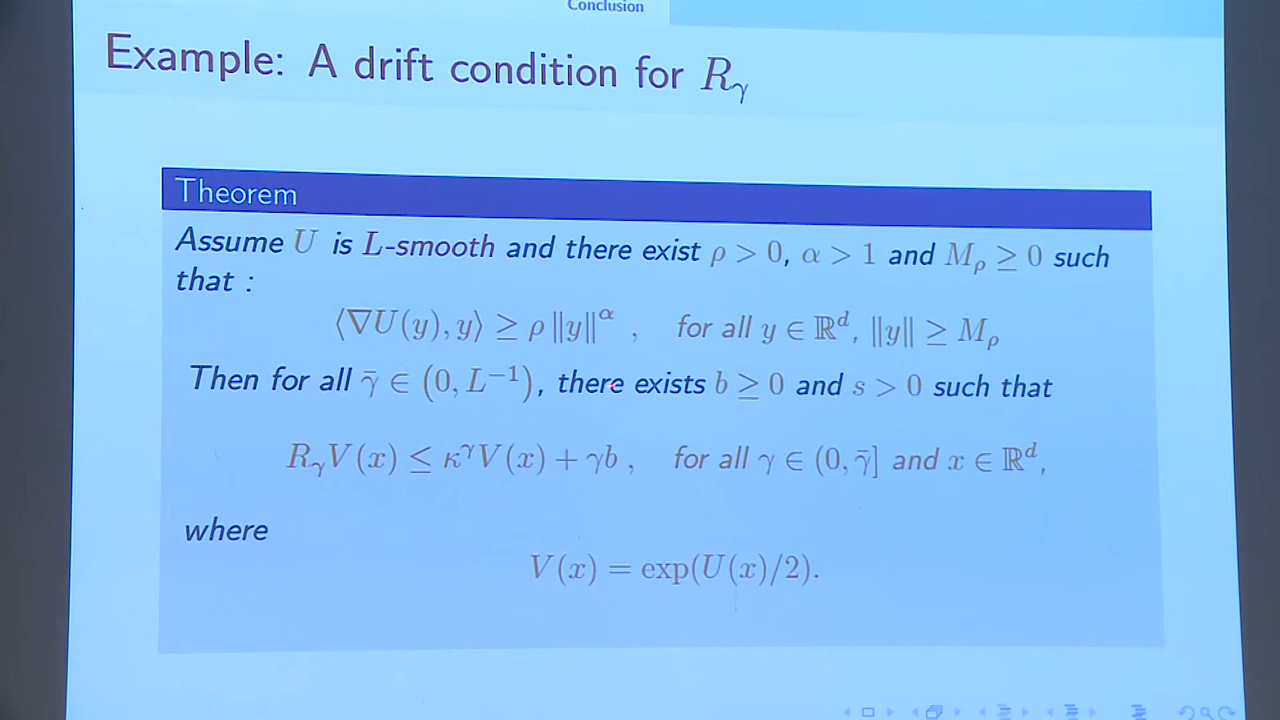 Conclusion
Example: A drift condition for R_γ
Theorem
Assume U is L-smooth and there exist ρ > 0, α > 1 and M_ρ ≥ 0 such
that :
⟨∇U(y), y⟩ ≥ ρ‖y‖^α , for all y ∈ ℝ^d, ‖y‖ ≥ M_ρ
Then for all γ̄ ∈ (0, L^{-1}), there exists b ≥ 0 and s > 0 such that
R_γV(x) ≤ κ^γV(x) + γb , for all γ ∈ (0, γ̄] and x ∈ ℝ^d,
where
V(x) = exp(U(x)/2).